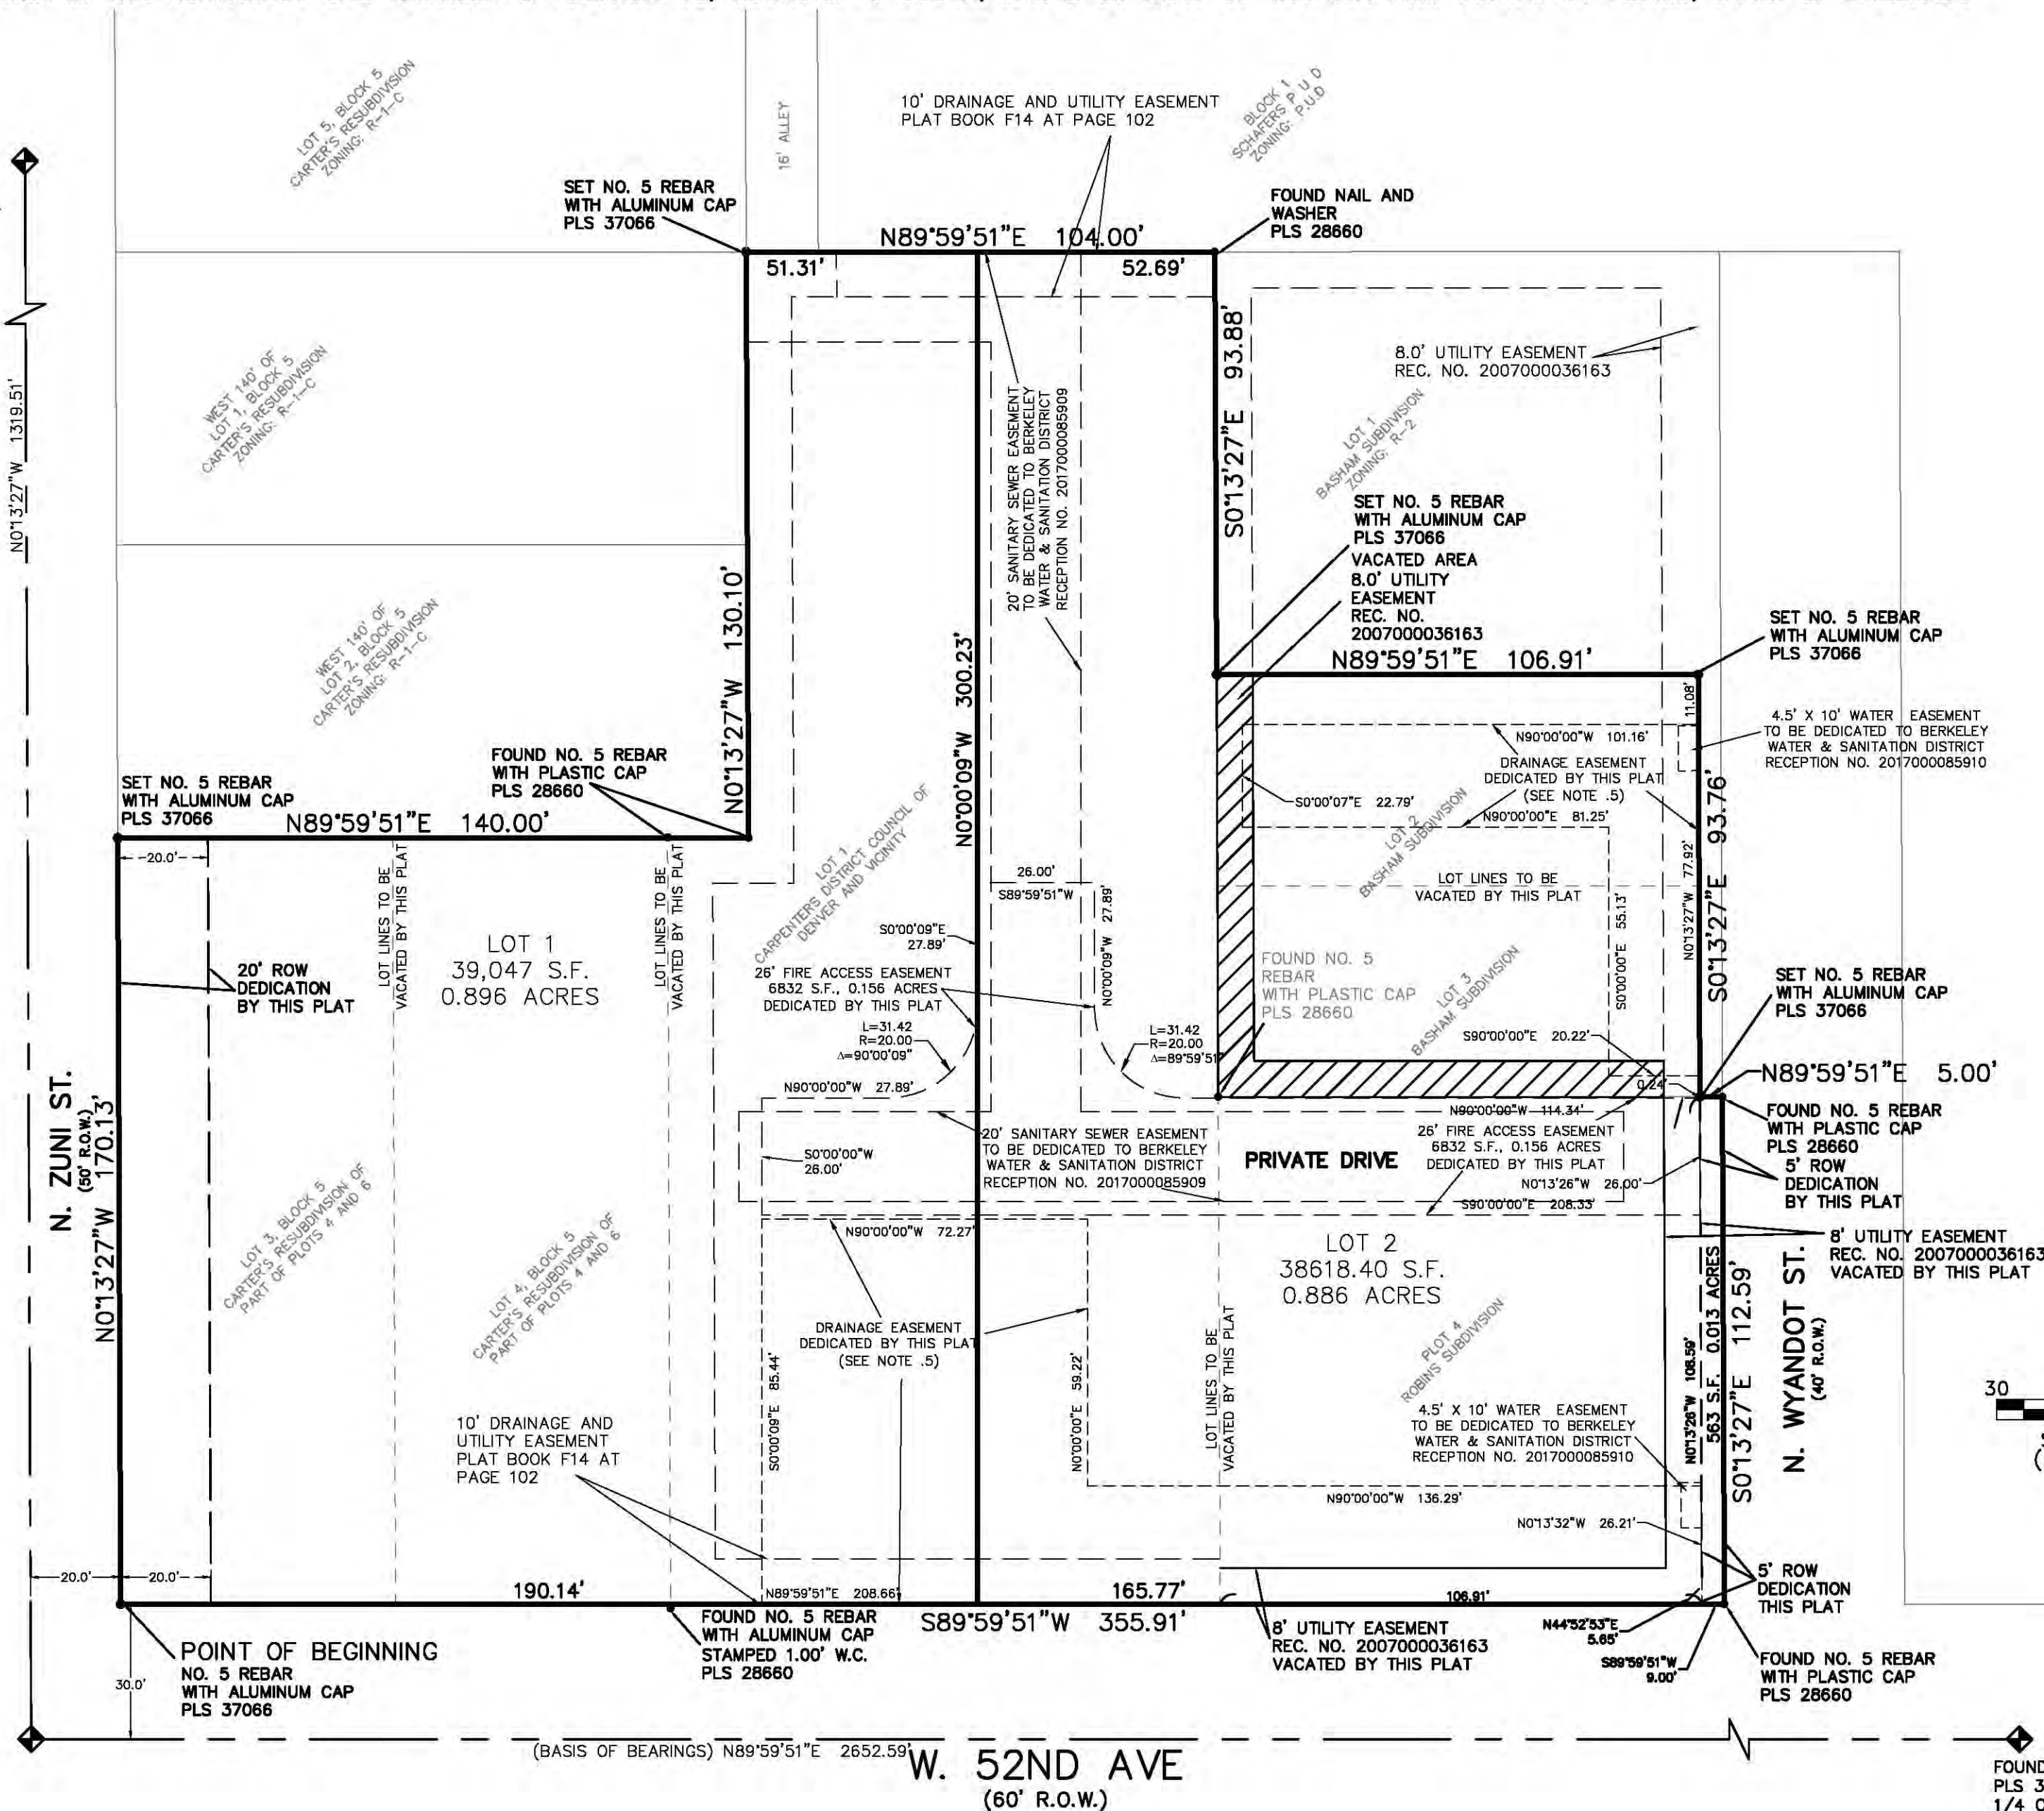 LOT 5, BLOCK 5
CARTER'S RESUBDIVISION
ZONING: R-1-C
16' ALLEY
10' DRAINAGE AND UTILITY EASEMENT
PLAT BOOK F14 AT PAGE 102
BLOCK 1
SCHAFERS P U D
ZONING: P.U.D
SET NO. 5 REBAR
WITH ALUMINUM CAP
PLS 37066
FOUND NAIL AND
WASHER
PLS 28660
N89°59'51"E 104.00'
51.31'
52.69'
N0°13'27"W 1319.51'
WEST 140' OF
LOT 1, BLOCK 5
CARTER'S RESUBDIVISION
ZONING: R-1-C
S0°13'27"E 93.88'
8.0' UTILITY EASEMENT
REC. NO. 2007000036163
LOT 1
BASHAM SUBDIVISION
ZONING: R-2
20' SANITARY SEWER EASEMENT
TO BE DEDICATED TO BERKELEY
WATER & SANITATION DISTRICT
RECEPTION NO. 2017000085909
SET NO. 5 REBAR
WITH ALUMINUM CAP
PLS 37066
VACATED AREA
8.0' UTILITY
EASEMENT
REC. NO.
2007000036163
WEST 140' OF
LOT 2, BLOCK 5
CARTER'S RESUBDIVISION
ZONING: R-1-C
N0°13'27"W 130.10'
N0°00'09"W 300.23'
N89°59'51"E 106.91'
SET NO. 5 REBAR
WITH ALUMINUM CAP
PLS 37066
11.08'
4.5' X 10' WATER EASEMENT
TO BE DEDICATED TO BERKELEY
WATER & SANITATION DISTRICT
RECEPTION NO. 2017000085910
N90°00'00"W 101.16'
DRAINAGE EASEMENT
DEDICATED BY THIS PLAT
(SEE NOTE .5)
S0°00'07"E 22.79'
N90°00'00"E 81.25'
LOT 2
BASHAM SUBDIVISION
S0°13'27"E 93.76'
N0°13'27"W 77.92'
SET NO. 5 REBAR
WITH ALUMINUM CAP
PLS 37066
FOUND NO. 5 REBAR
WITH PLASTIC CAP
PLS 28660
N89°59'51"E 140.00'
20.0'
LOT LINES TO BE
VACATED BY THIS PLAT
LOT LINES TO BE
VACATED BY THIS PLAT
LOT 1
CARPENTERS DISTRICT COUNCIL OF
DENVER AND VICINITY
26.00'
S89°59'51"W
LOT LINES TO BE
VACATED BY THIS PLAT
S0°00'00"E 55.13'
LOT 1
39,047 S.F.
0.896 ACRES
20' ROW
DEDICATION
BY THIS PLAT
S0°00'09"E
27.89'
N0°00'09"W 27.89'
26' FIRE ACCESS EASEMENT
6832 S.F., 0.156 ACRES
DEDICATED BY THIS PLAT
L=31.42
R=20.00
Δ=90°00'09"
L=31.42
R=20.00
Δ=89°59'51"
FOUND NO. 5
REBAR
WITH PLASTIC CAP
PLS 28660
LOT 3
BASHAM SUBDIVISION
S90°00'00"E 20.22'
0.24'
SET NO. 5 REBAR
WITH ALUMINUM CAP
PLS 37066
N89°59'51"E 5.00'
FOUND NO. 5 REBAR
WITH PLASTIC CAP
PLS 28660
N90°00'00"W 27.89'
N. ZUNI ST.
(50' R.O.W.)
N0°13'27"W 170.13'
S0°00'00"W
26.00'
20' SANITARY SEWER EASEMENT
TO BE DEDICATED TO BERKELEY
WATER & SANITATION DISTRICT
RECEPTION NO. 2017000085909
PRIVATE DRIVE
N90°00'00"W 114.34'
26' FIRE ACCESS EASEMENT
6832 S.F., 0.156 ACRES
DEDICATED BY THIS PLAT
N0°13'26"W 26.00'
S90°00'00"E 208.33'
5' ROW
DEDICATION
BY THIS PLAT
8' UTILITY EASEMENT
REC. NO. 2007000036163
VACATED BY THIS PLAT
LOT 3, BLOCK 5
CARTER'S RESUBDIVISION OF
PART OF PLOTS 4 AND 6
LOT 4, BLOCK 5
CARTER'S RESUBDIVISION OF
PART OF PLOTS 4 AND 6
N90°00'00"W 72.27'
LOT 2
38618.40 S.F.
0.886 ACRES
DRAINAGE EASEMENT
DEDICATED BY THIS PLAT
(SEE NOTE .5)
S0°00'09"E 85.44'
N0°00'00"E 59.22'
LOT LINES TO BE
VACATED BY THIS PLAT
PLOT 4
ROBINS SUBDIVISION
N0°13'26"W 108.59'
563 S.F. 0.013 ACRES
S0°13'27"E 112.59'
N. WYANDOT ST.
(40' R.O.W.)
30
10' DRAINAGE AND
UTILITY EASEMENT
PLAT BOOK F14 AT
PAGE 102
4.5' X 10' WATER EASEMENT
TO BE DEDICATED TO BERKELEY
WATER & SANITATION DISTRICT
RECEPTION NO. 2017000085910
N90°00'00"W 136.29'
N0°13'32"W 26.21'
20.0'
20.0'
190.14'
N89°59'51"E 208.66'
165.77'
106.91'
S89°59'51"W 355.91'
5' ROW
DEDICATION
THIS PLAT
N44°52'53"E
5.65'
S89°59'51"W
9.00'
POINT OF BEGINNING
NO. 5 REBAR
WITH ALUMINUM CAP
PLS 37066
30.0'
FOUND NO. 5 REBAR
WITH ALUMINUM CAP
STAMPED 1.00' W.C.
PLS 28660
8' UTILITY EASEMENT
REC. NO. 2007000036163
VACATED BY THIS PLAT
FOUND NO. 5 REBAR
WITH PLASTIC CAP
PLS 28660
(BASIS OF BEARINGS) N89°59'51"E 2652.59'
W. 52ND AVE
(60' R.O.W.)
FOUND
PLS 3
1/4